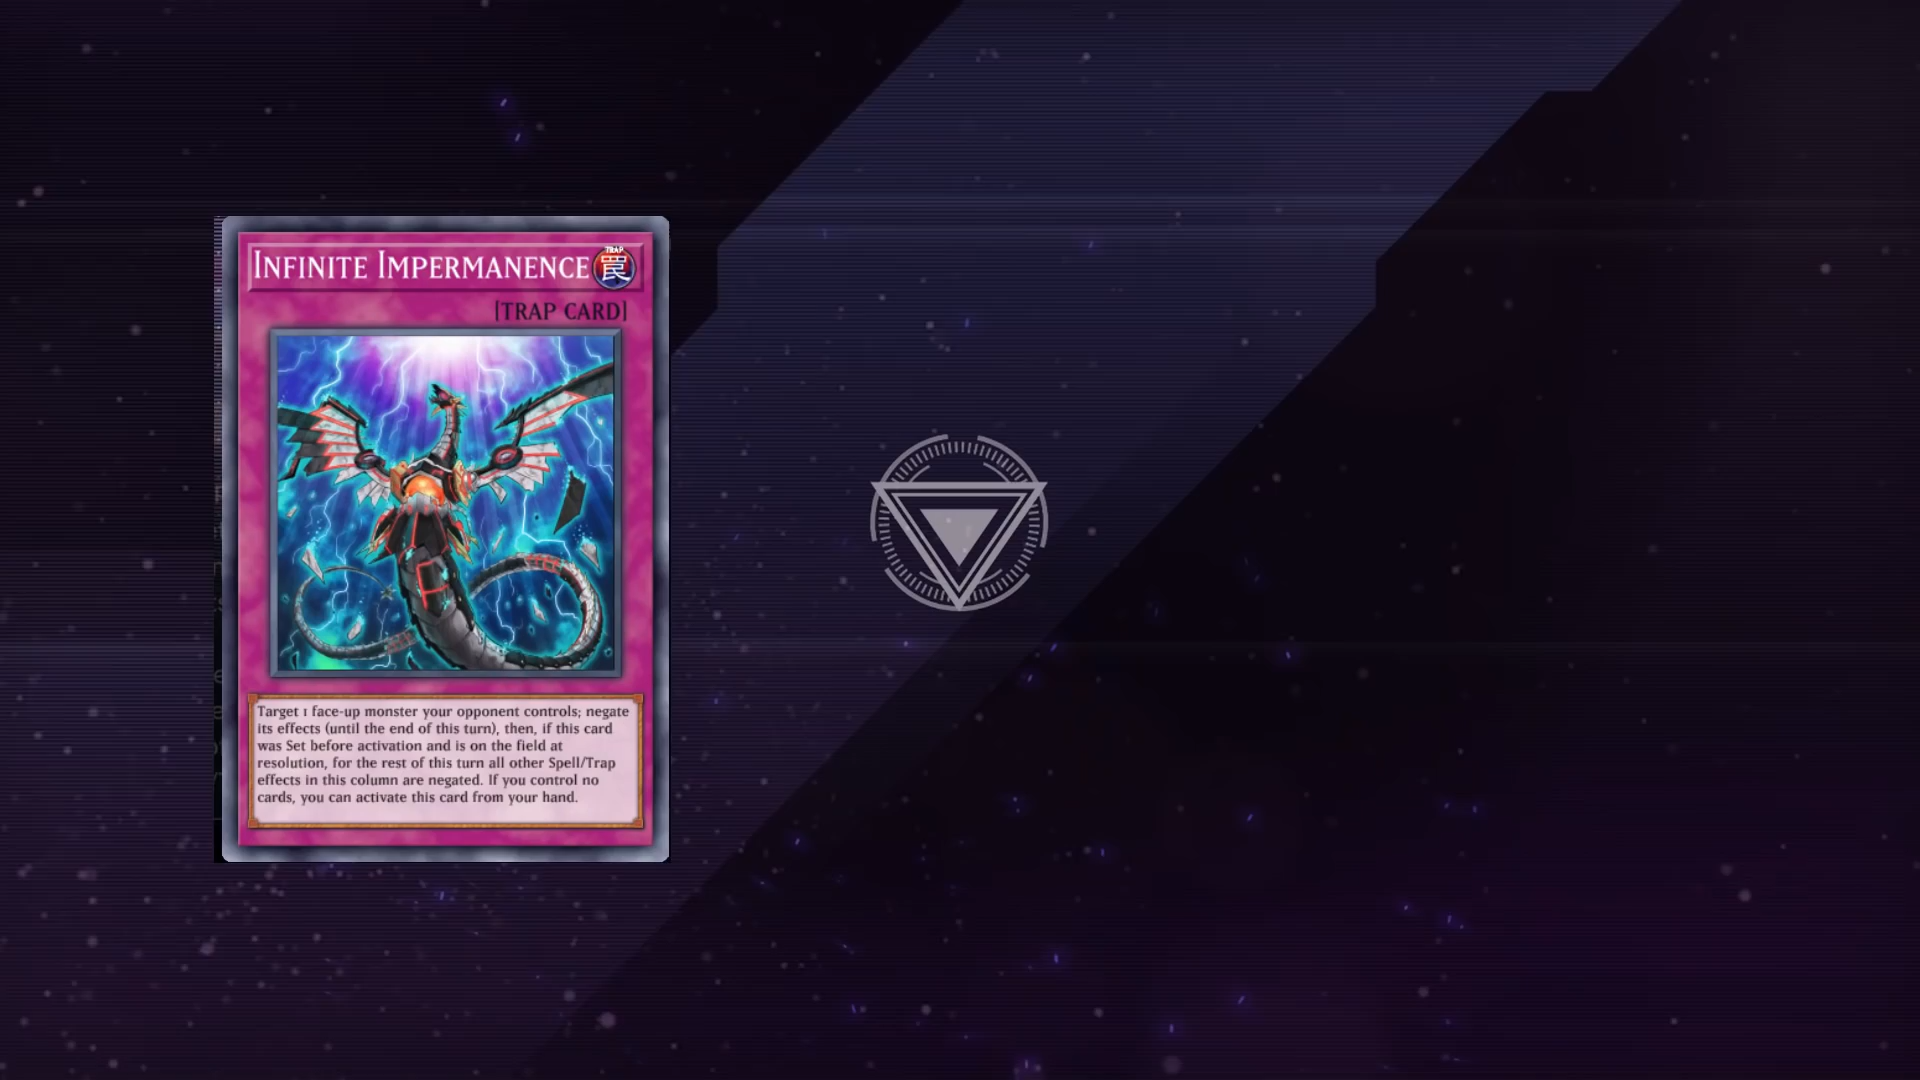 INFINITE IMPERMANENCE
TRAP
罠
[TRAP CARD]
Target 1 face-up monster your opponent controls; negate
its effects (until the end of this turn), then, if this card
was Set before activation and is on the field at
resolution, for the rest of this turn all other Spell/Trap
effects in this column are negated. If you control no
cards, you can activate this card from your hand.